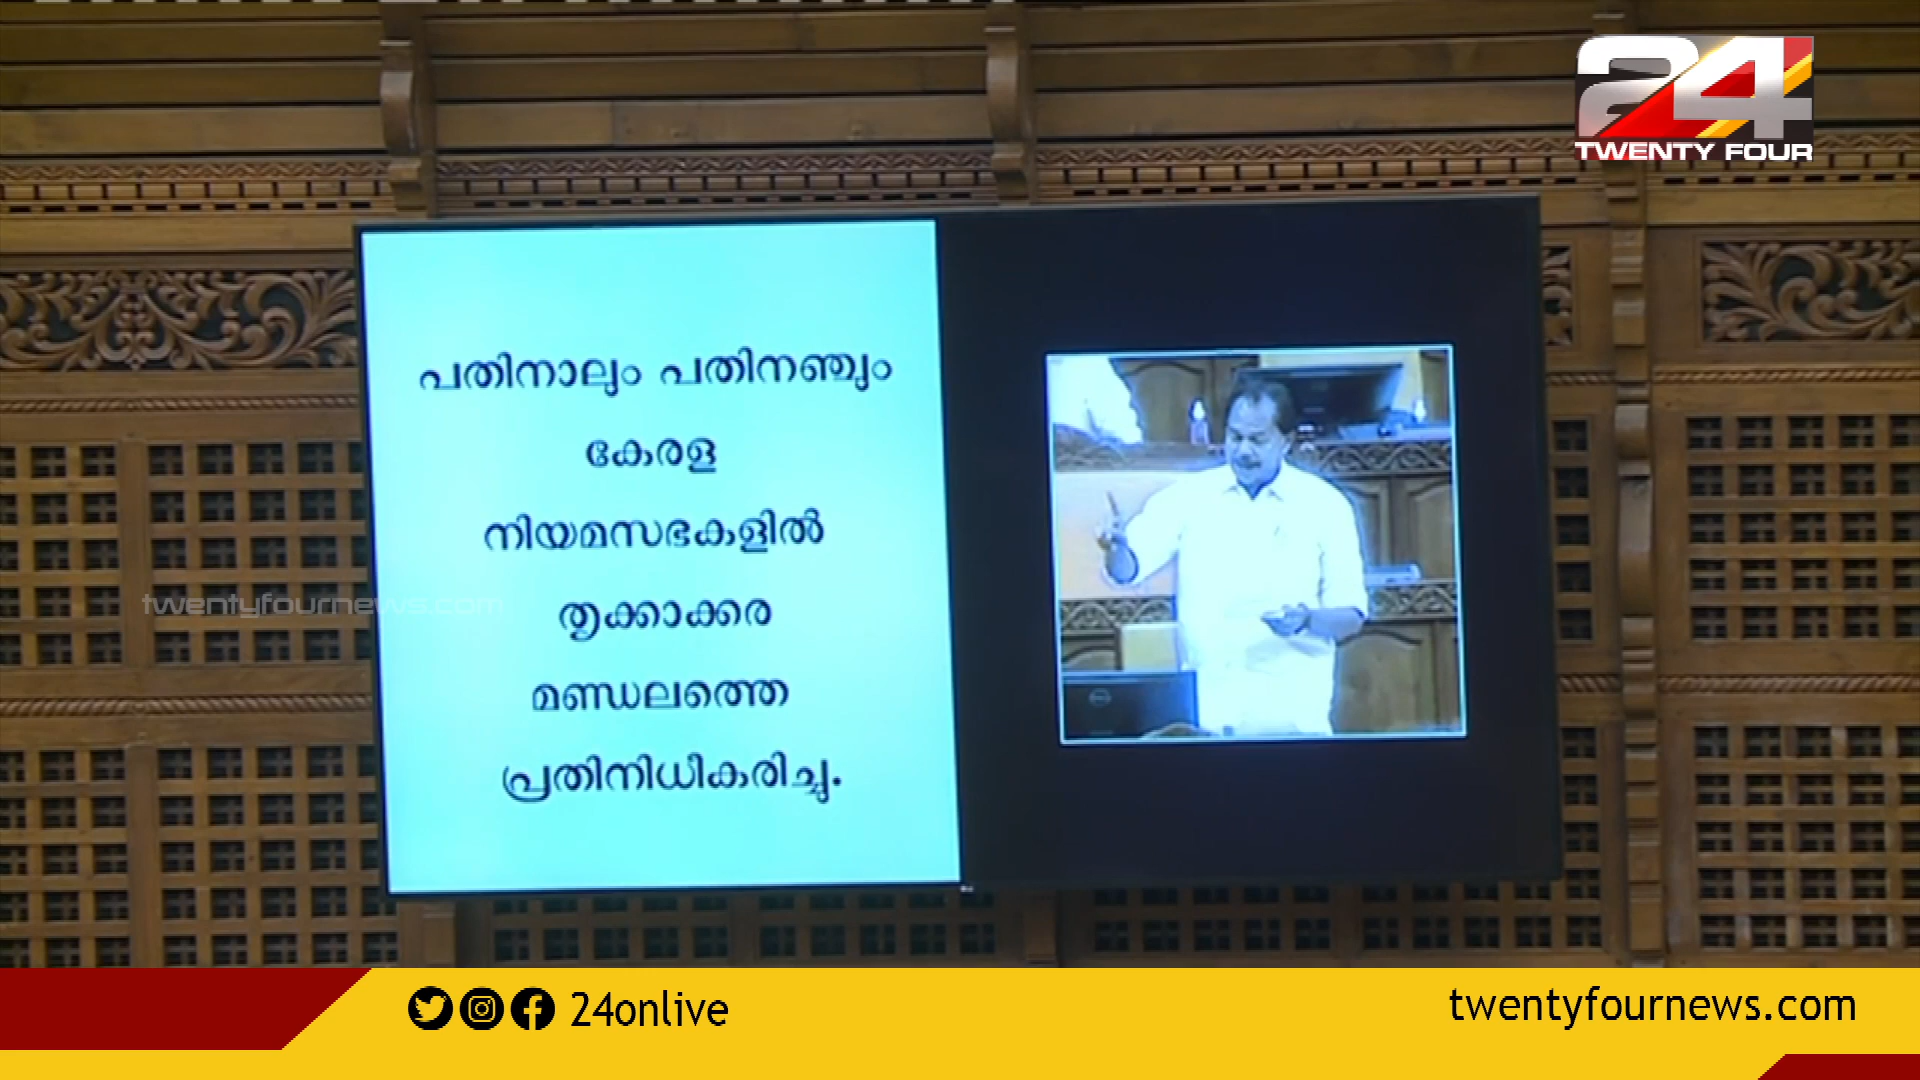 24
TWENTY FOUR
പതിനാലും പതിനഞ്ചും
കേരള
നിയമസഭകളിൽ
തൃക്കാക്കര
മണ്ഡലത്തെ
പ്രതിനിധീകരിച്ചു.
twentyfournews.com
24onlive
twentyfournews.com